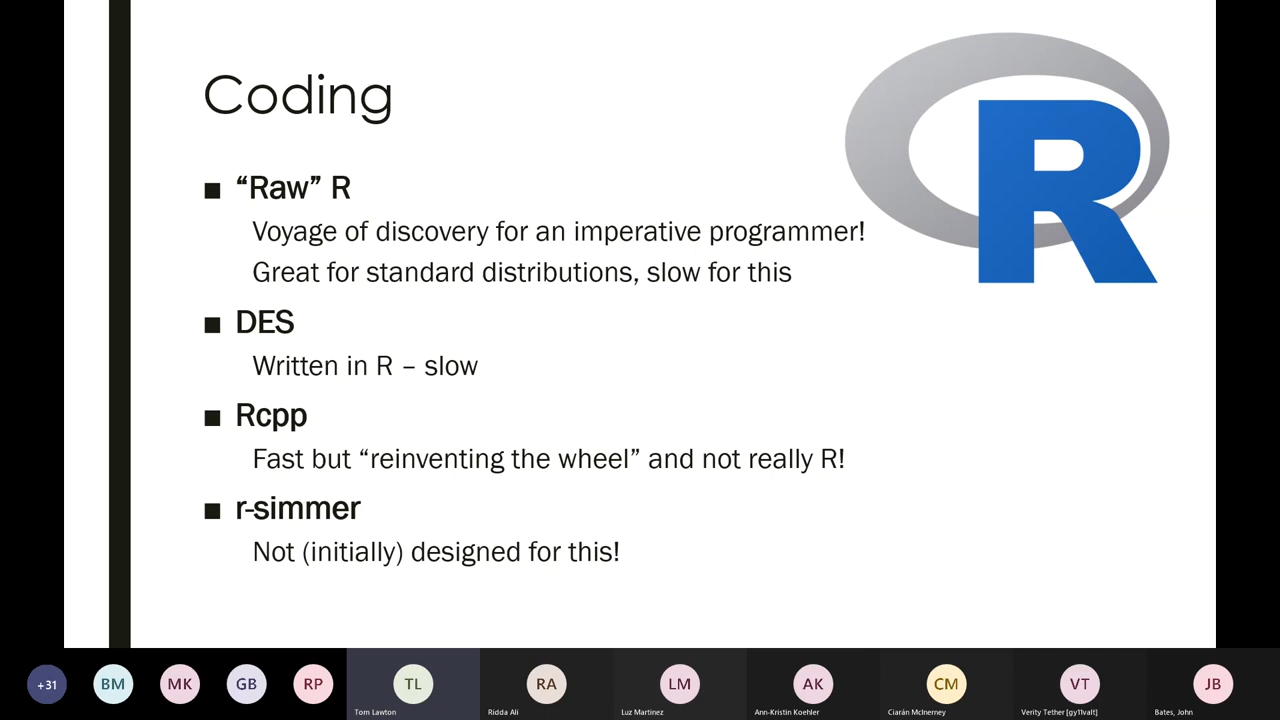 Coding
R
■ “Raw” R
Voyage of discovery for an imperative programmer!
Great for standard distributions, slow for this
■ DES
Written in R – slow
■ Rcpp
Fast but “reinventing the wheel” and not really R!
■ r-simmer
Not (initially) designed for this!
+31 BM MK GB RP TL RA LM AK CM VT JB
Tom Lawton Ridda Ali Luz Martinez Ann-Kristin Koehler Ciarán McInerney Verity Tether [gy11valt] Bates, John